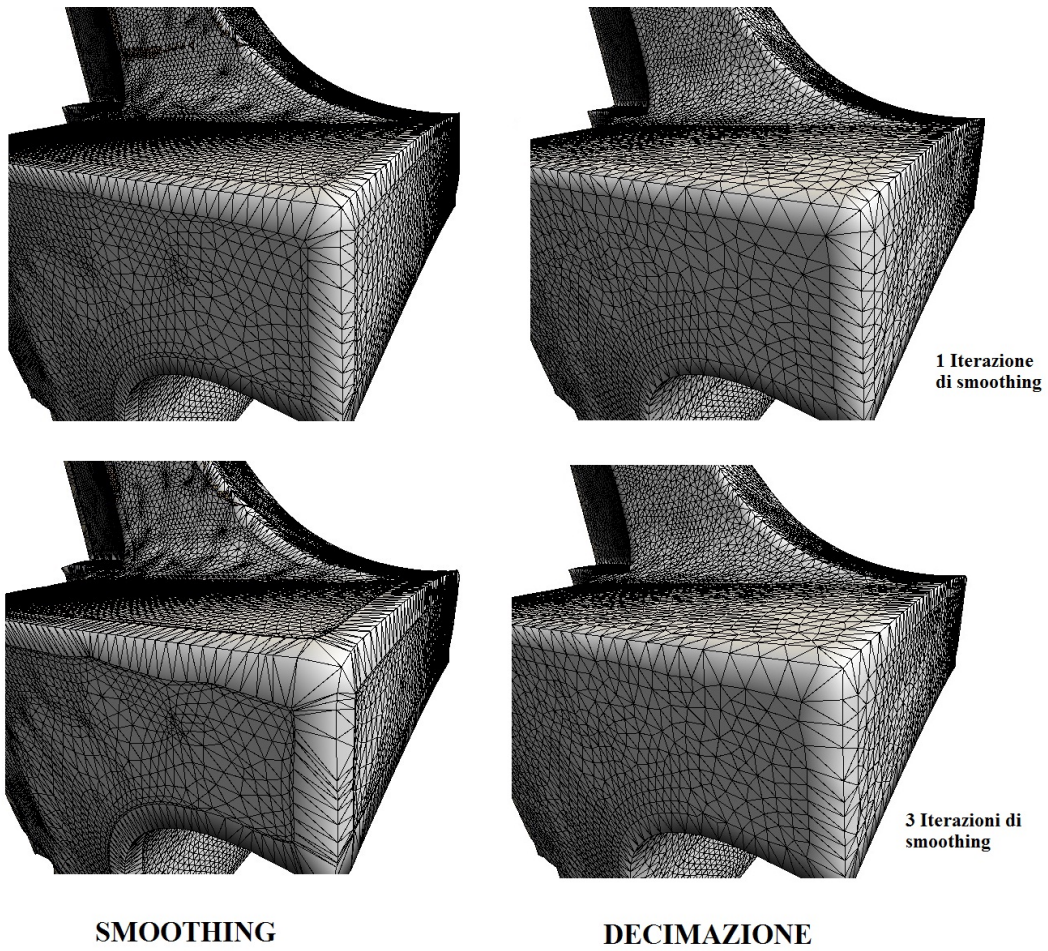 1 Iterazione
di smoothing
3 Iterazioni di
smoothing
SMOOTHING
DECIMAZIONE